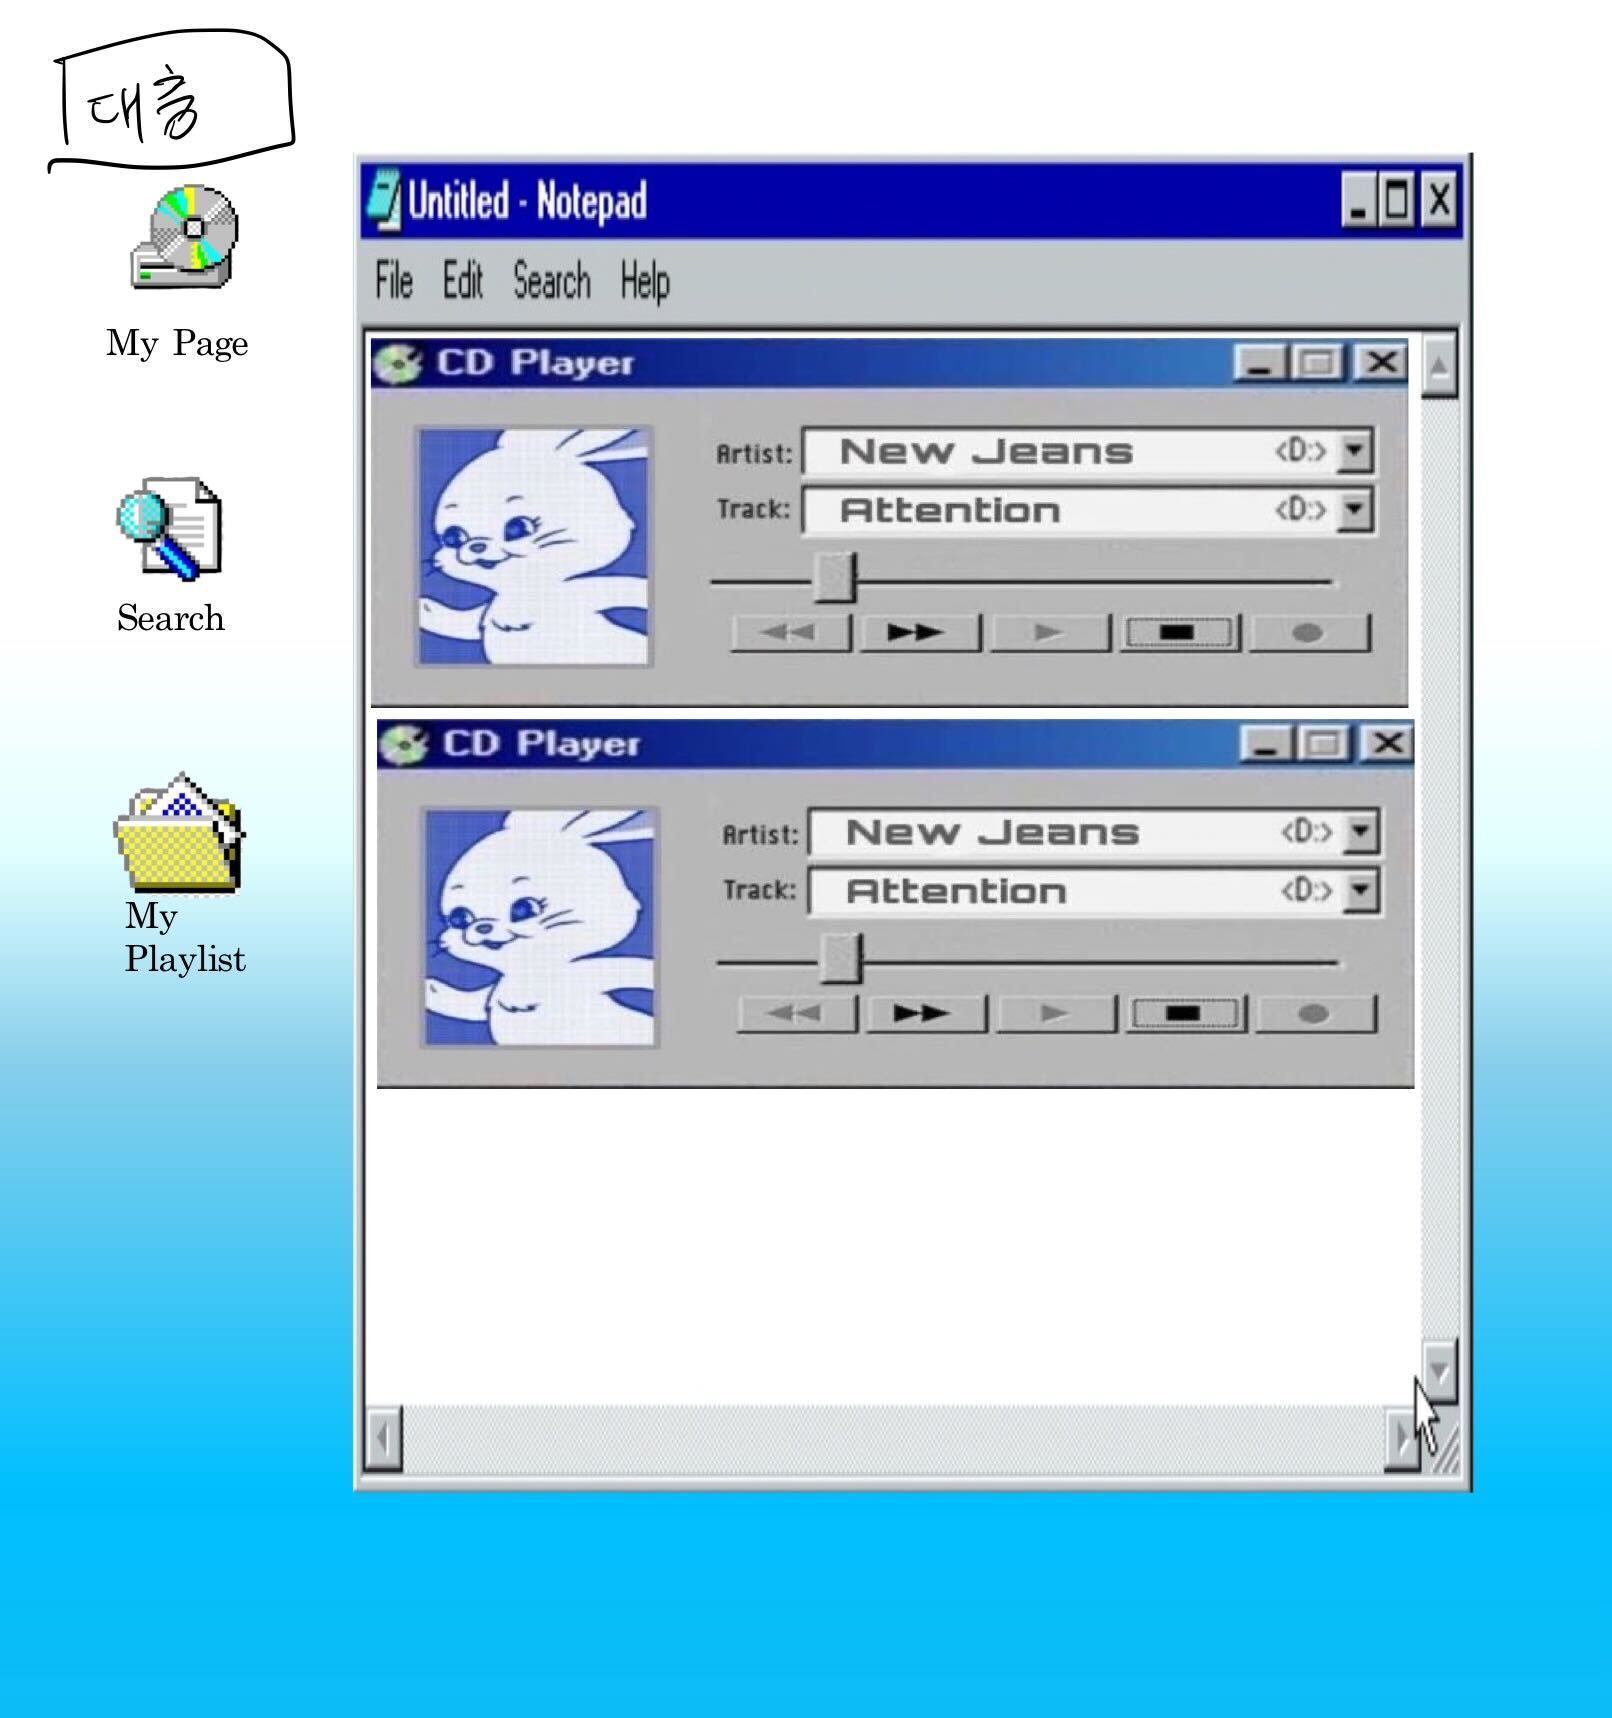 대흥
My Page
Search
My
Playlist
Untitled - Notepad
File Edit Search Help
CD Player
Artist: New Jeans <D:>
Track: Attention <D:>
CD Player
Artist: New Jeans <D:>
Track: Attention <D:>